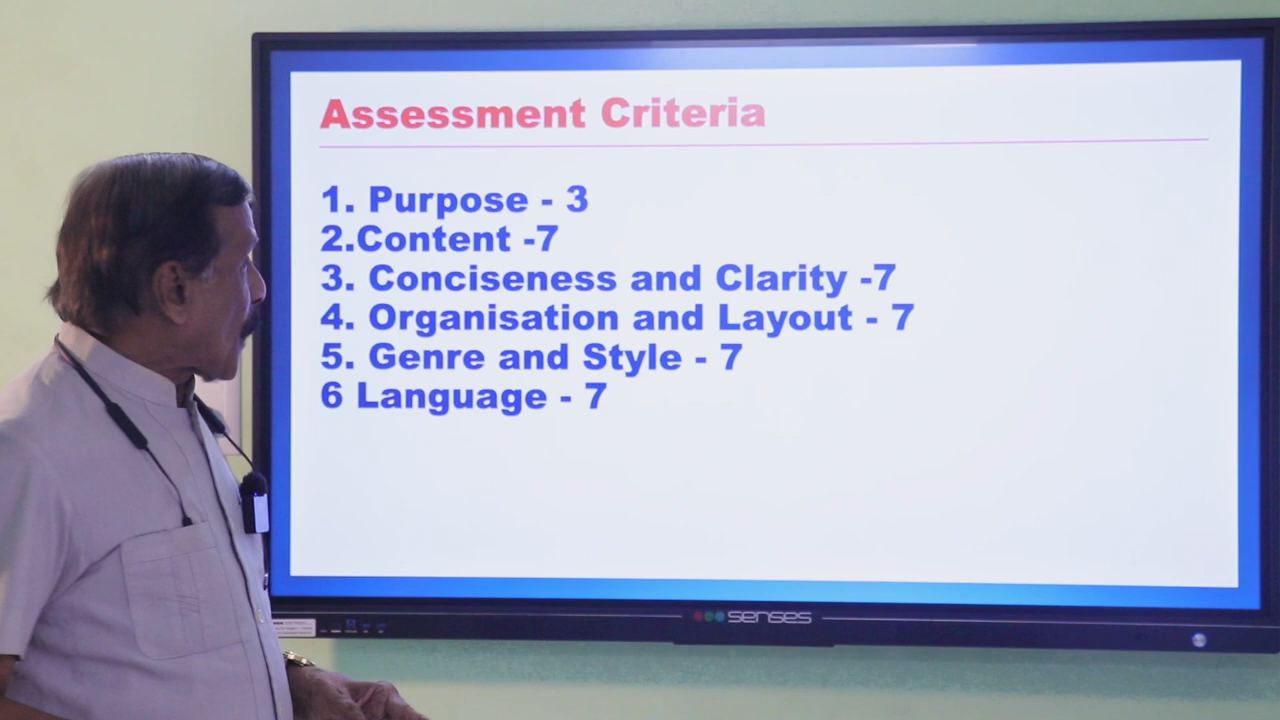 Assessment Criteria
1. Purpose - 3
2.Content -7
3. Conciseness and Clarity -7
4. Organisation and Layout - 7
5. Genre and Style - 7
6 Language - 7
senses